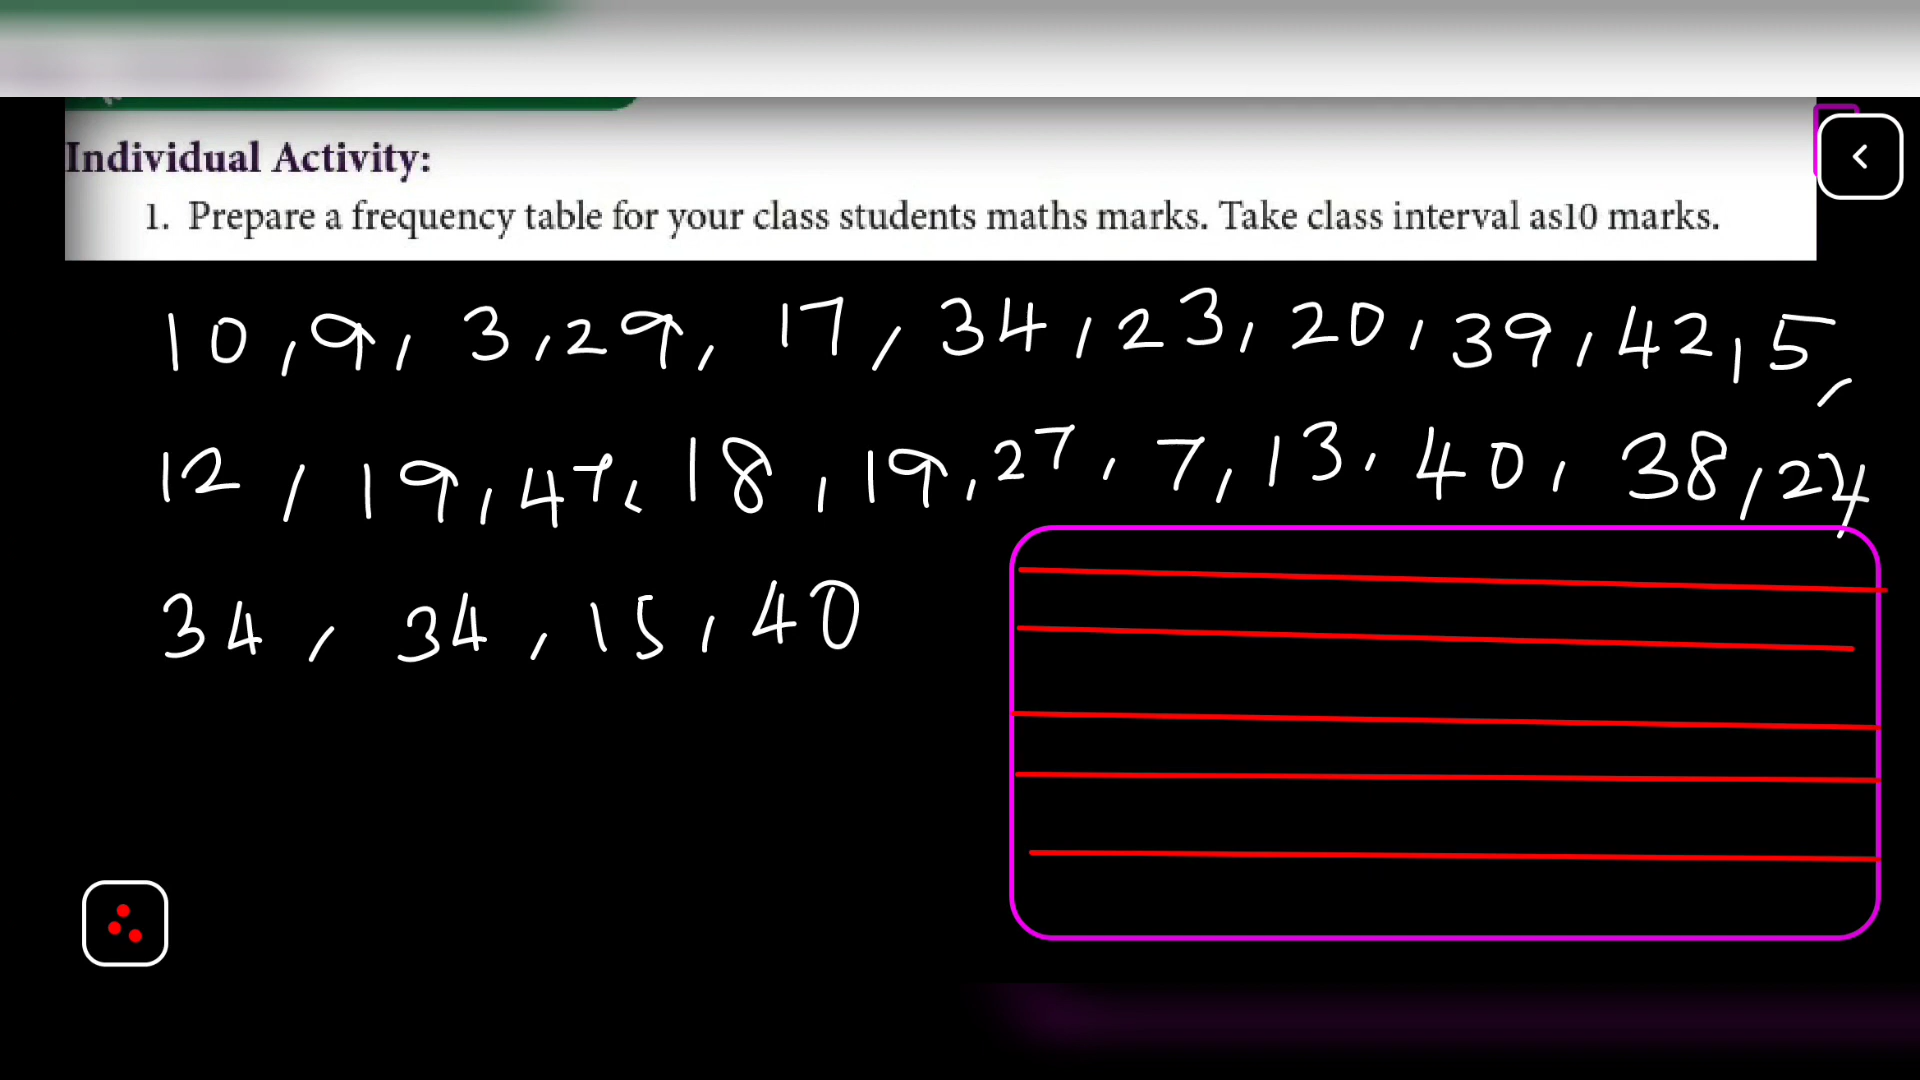 Individual Activity:
1. Prepare a frequency table for your class students maths marks. Take class interval as10 marks.
10, 9, 3, 29, 17, 34, 23, 20, 39, 42, 5,
12, 19, 47, 18, 19, 27, 7, 13, 40, 38, 24
34, 34, 15, 40